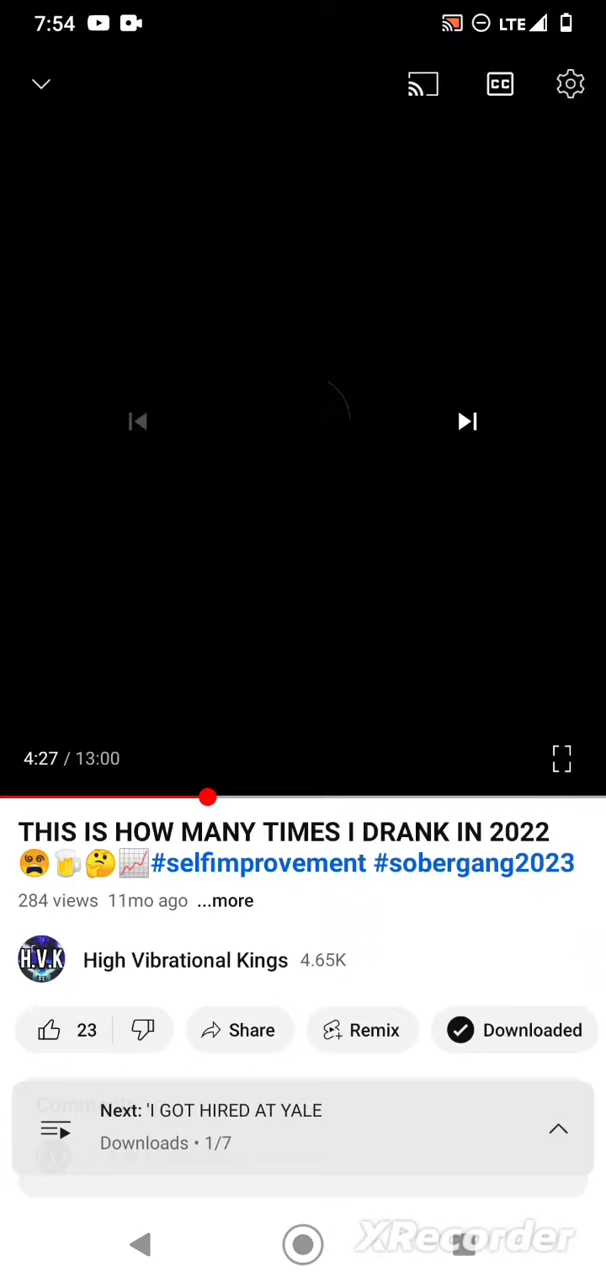 7:54 LTE
CC
4:27 / 13:00
THIS IS HOW MANY TIMES I DRANK IN 2022
😵‍💫🍺🤔📈#selfimprovement #sobergang2023
284 views 11mo ago ...more
H.V.K High Vibrational Kings 4.65K
23 Share Remix Downloaded
Comments
Next: 'I GOT HIRED AT YALE
Downloads • 1/7
XRecorder